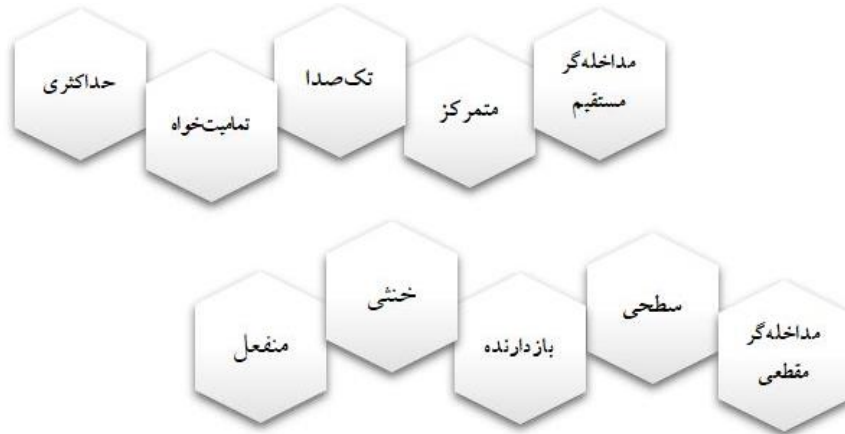 مداخله‌گر
مستقیم
متمرکز
تک‌صدا
تمامیت‌خواه
حداکثری
مداخله‌گر
مقطعی
سطحی
بازدارنده
خنثی
منفعل